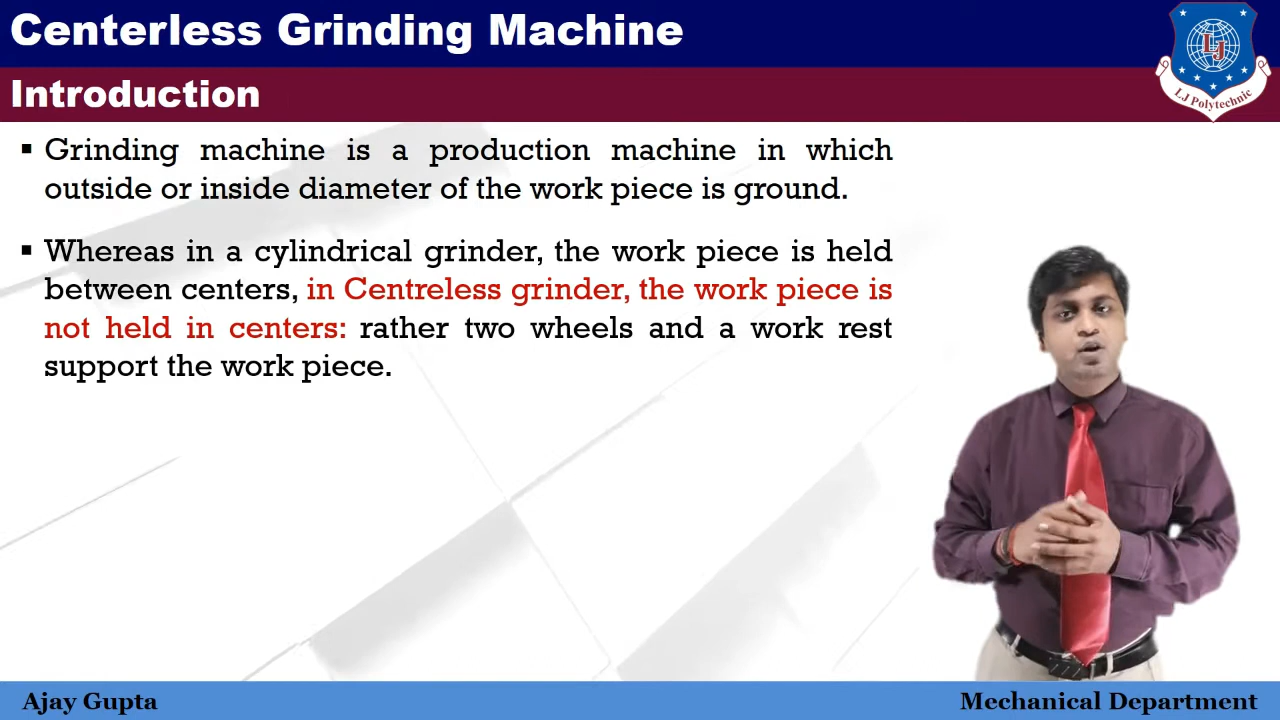 Centerless Grinding Machine
Introduction
LJ
LJ Polytechnic
▪ Grinding machine is a production machine in which
outside or inside diameter of the work piece is ground.
▪ Whereas in a cylindrical grinder, the work piece is held
between centers, in Centreless grinder, the work piece is
not held in centers: rather two wheels and a work rest
support the work piece.
Ajay Gupta
Mechanical Department